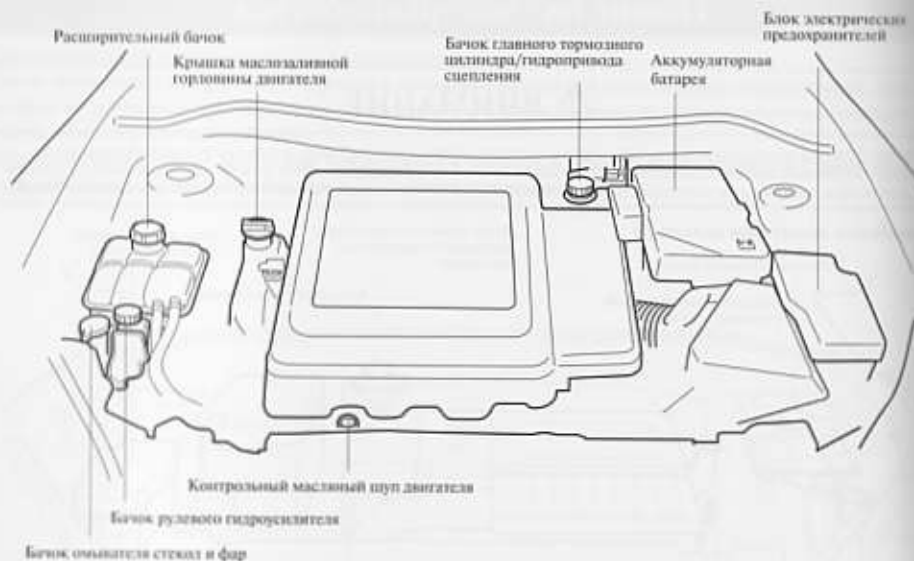 Блок электрических
предохранителей
Расширительный бачок
Крышка маслозаливной
горловины двигателя
Бачок главного тормозного
цилиндра/гидропривода
сцепления
Аккумуляторная
батарея
Контрольный масляный щуп двигателя
Бачок рулевого гидроусилителя
Бачок омывателя стекол и фар